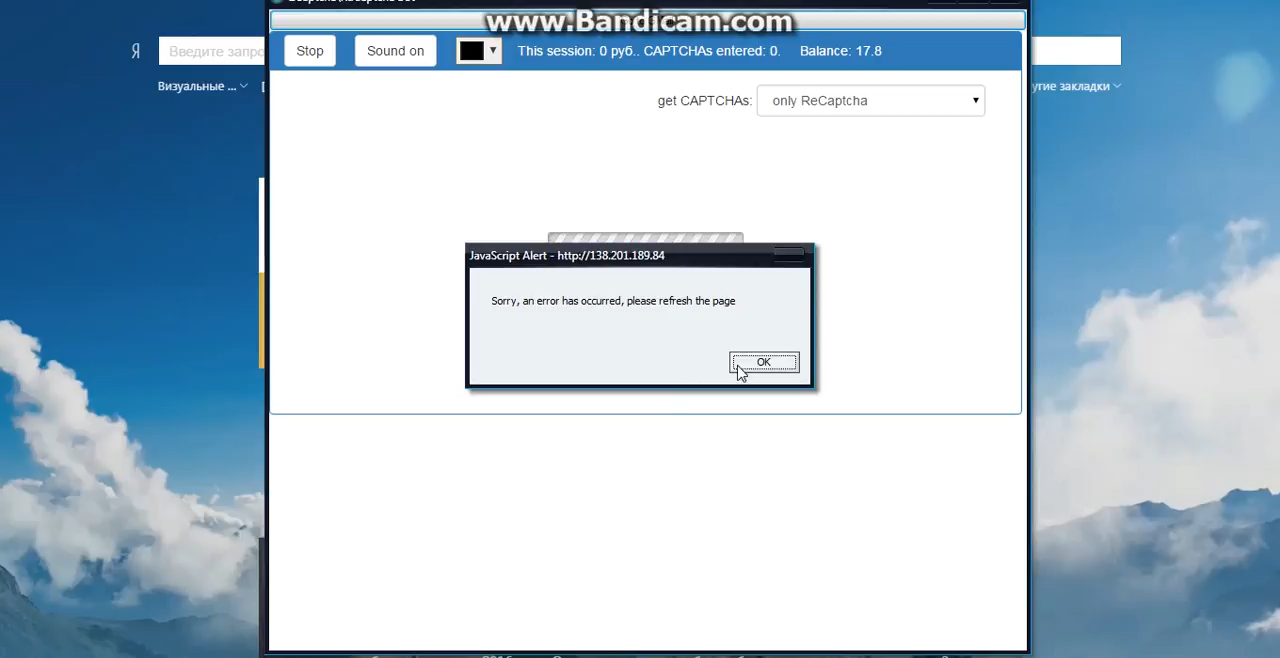 www.Bandicam.com
Stop
Sound on
▼
This session: 0 руб.. CAPTCHAs entered: 0.
Balance: 17.8
Я
Введите запро
Визуальные ...
угие закладки
get CAPTCHAs:
only ReCaptcha
JavaScript Alert - http://138.201.189.84
Sorry, an error has occurred, please refresh the page
OK